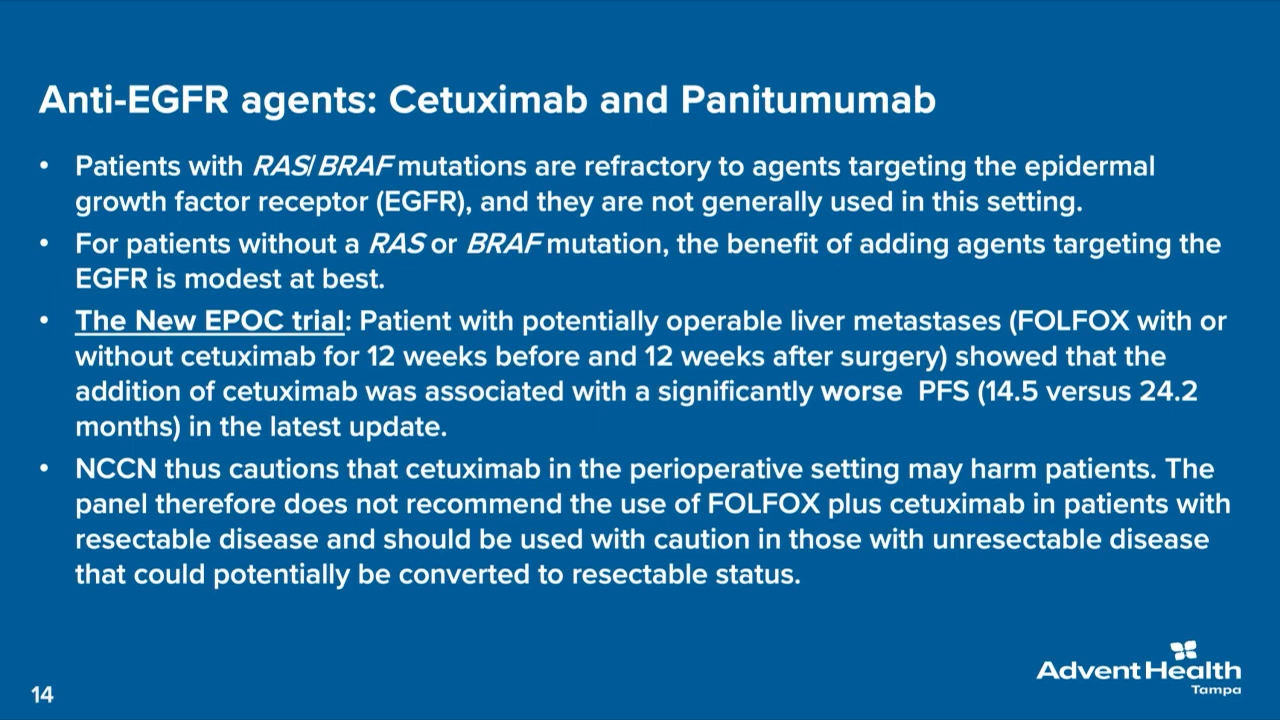 Anti-EGFR agents: Cetuximab and Panitumumab
• Patients with RAS/BRAF mutations are refractory to agents targeting the epidermal
growth factor receptor (EGFR), and they are not generally used in this setting.
• For patients without a RAS or BRAF mutation, the benefit of adding agents targeting the
EGFR is modest at best.
• The New EPOC trial: Patient with potentially operable liver metastases (FOLFOX with or
without cetuximab for 12 weeks before and 12 weeks after surgery) showed that the
addition of cetuximab was associated with a significantly worse PFS (14.5 versus 24.2
months) in the latest update.
• NCCN thus cautions that cetuximab in the perioperative setting may harm patients. The
panel therefore does not recommend the use of FOLFOX plus cetuximab in patients with
resectable disease and should be used with caution in those with unresectable disease
that could potentially be converted to resectable status.
AdventHealth
Tampa
14